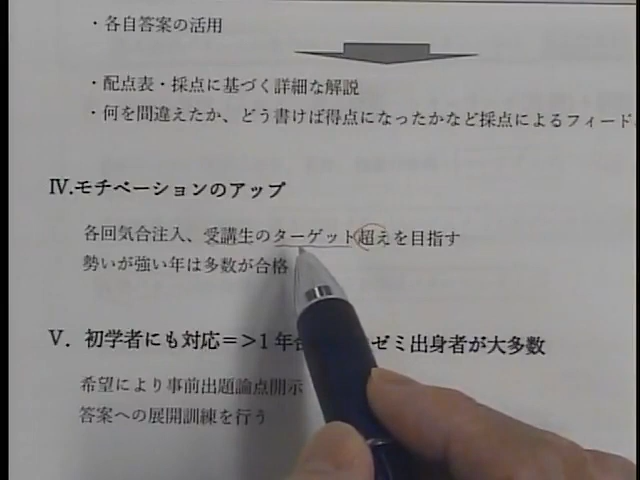 ・各自答案の活用
・配点表・採点に基づく詳細な解説
・何を間違えたか、どう書けば得点になったかなど採点によるフィード
Ⅳ.モチベーションのアップ
各回気合注入、受講生のターゲット超えを目指す
勢いが強い年は多数が合格
Ⅴ．初学者にも対応＝＞１年合 ゼミ出身者が大多数
希望により事前出題論点開示
答案への展開訓練を行う